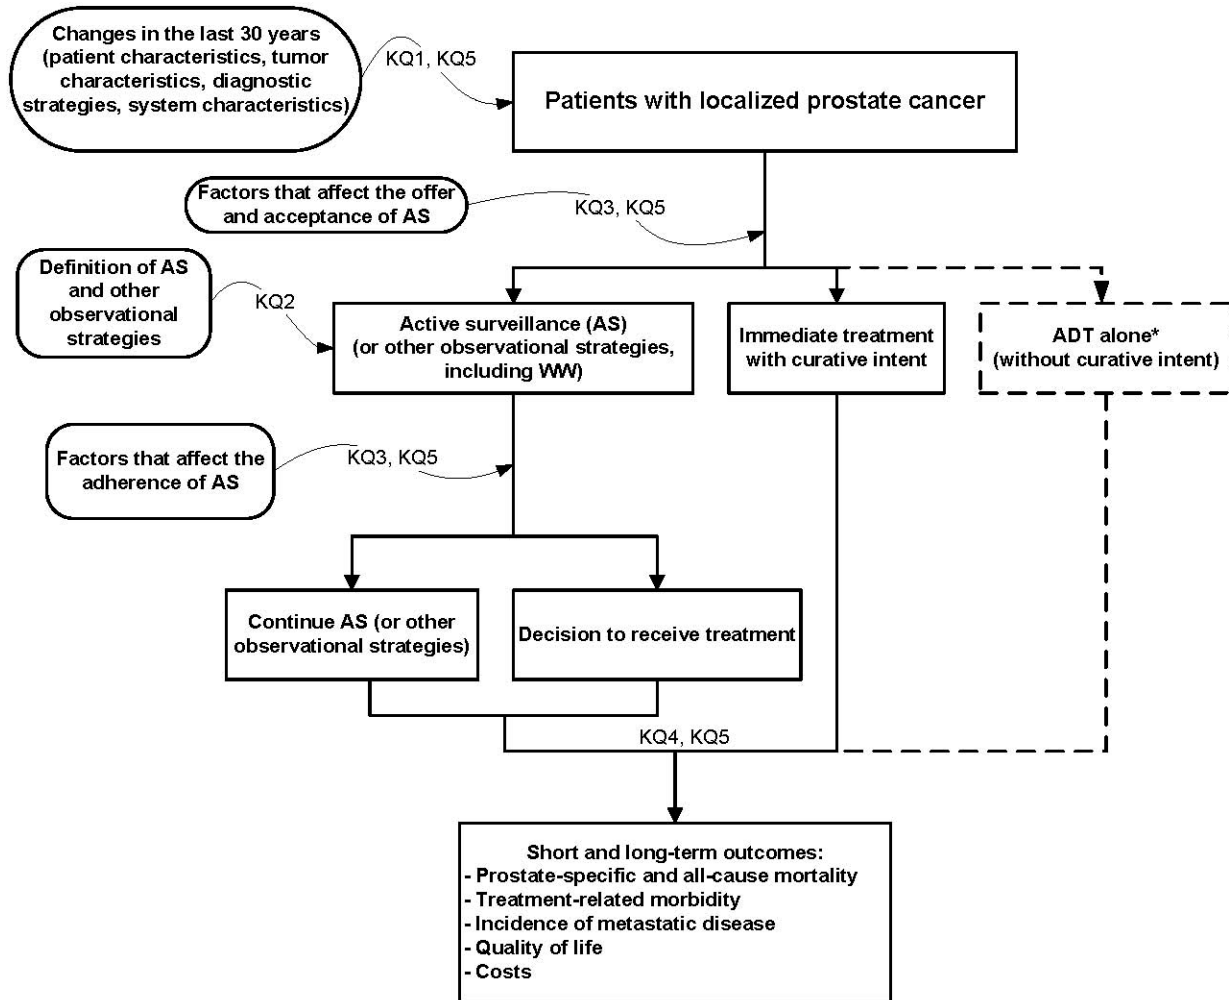 Changes in the last 30 years
(patient characteristics, tumor
characteristics, diagnostic
strategies, system characteristics)
KQ1, KQ5
Patients with localized prostate cancer
Factors that affect the offer
and acceptance of AS
KQ3, KQ5
Definition of AS
and other
observational
strategies
KQ2
Active surveillance (AS)
(or other observational strategies,
including WW)
Immediate treatment
with curative intent
ADT alone*
(without curative intent)
Factors that affect the
adherence of AS
KQ3, KQ5
Continue AS (or other
observational strategies)
Decision to receive treatment
KQ4, KQ5
Short and long-term outcomes:
- Prostate-specific and all-cause mortality
- Treatment-related morbidity
- Incidence of metastatic disease
- Quality of life
- Costs